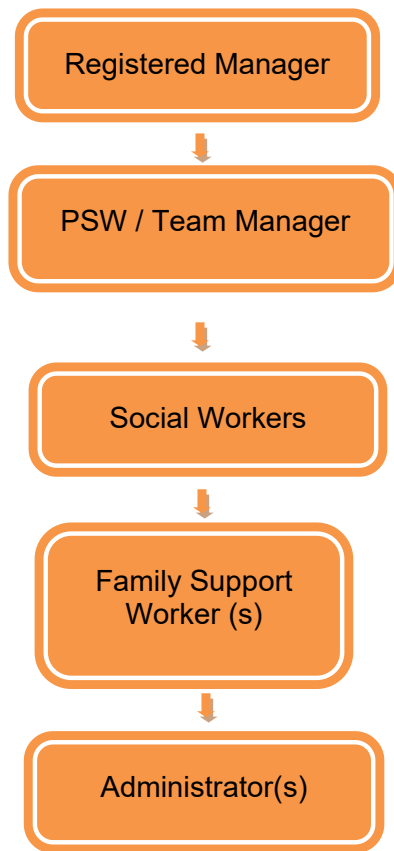 Registered Manager
PSW / Team Manager
Social Workers
Family Support
Worker (s)
Administrator(s)